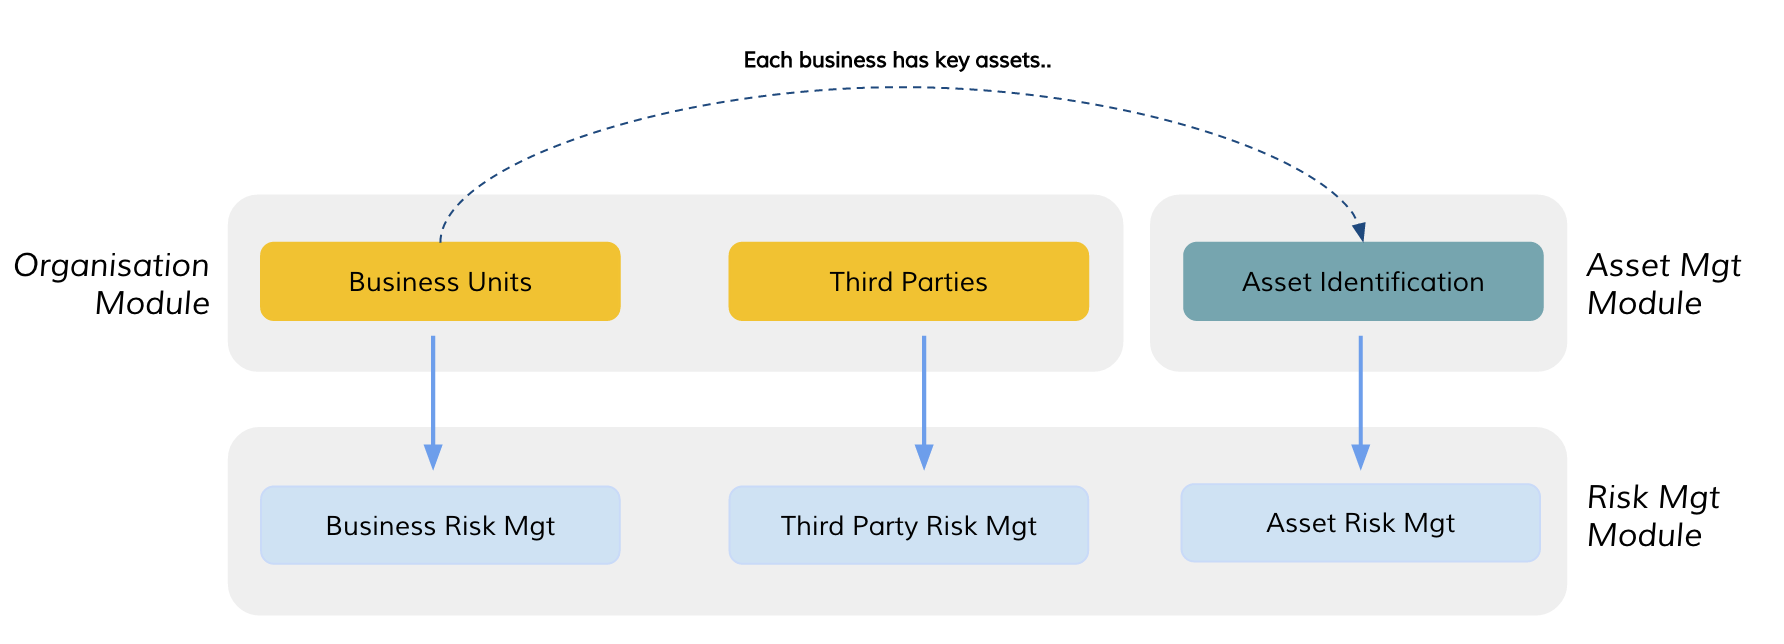 Each business has key assets..
Organisation
Module
Business Units
Third Parties
Asset Identification
Asset Mgt
Module
Business Risk Mgt
Third Party Risk Mgt
Asset Risk Mgt
Risk Mgt
Module